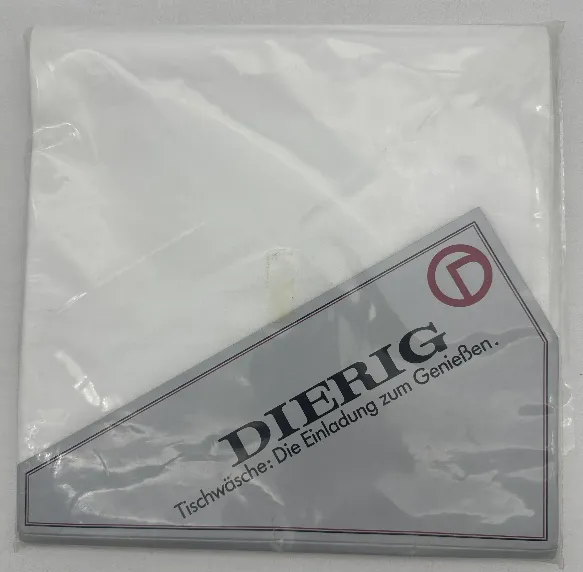 DIERIG
Tischwäsche: Die Einladung zum Genießen.